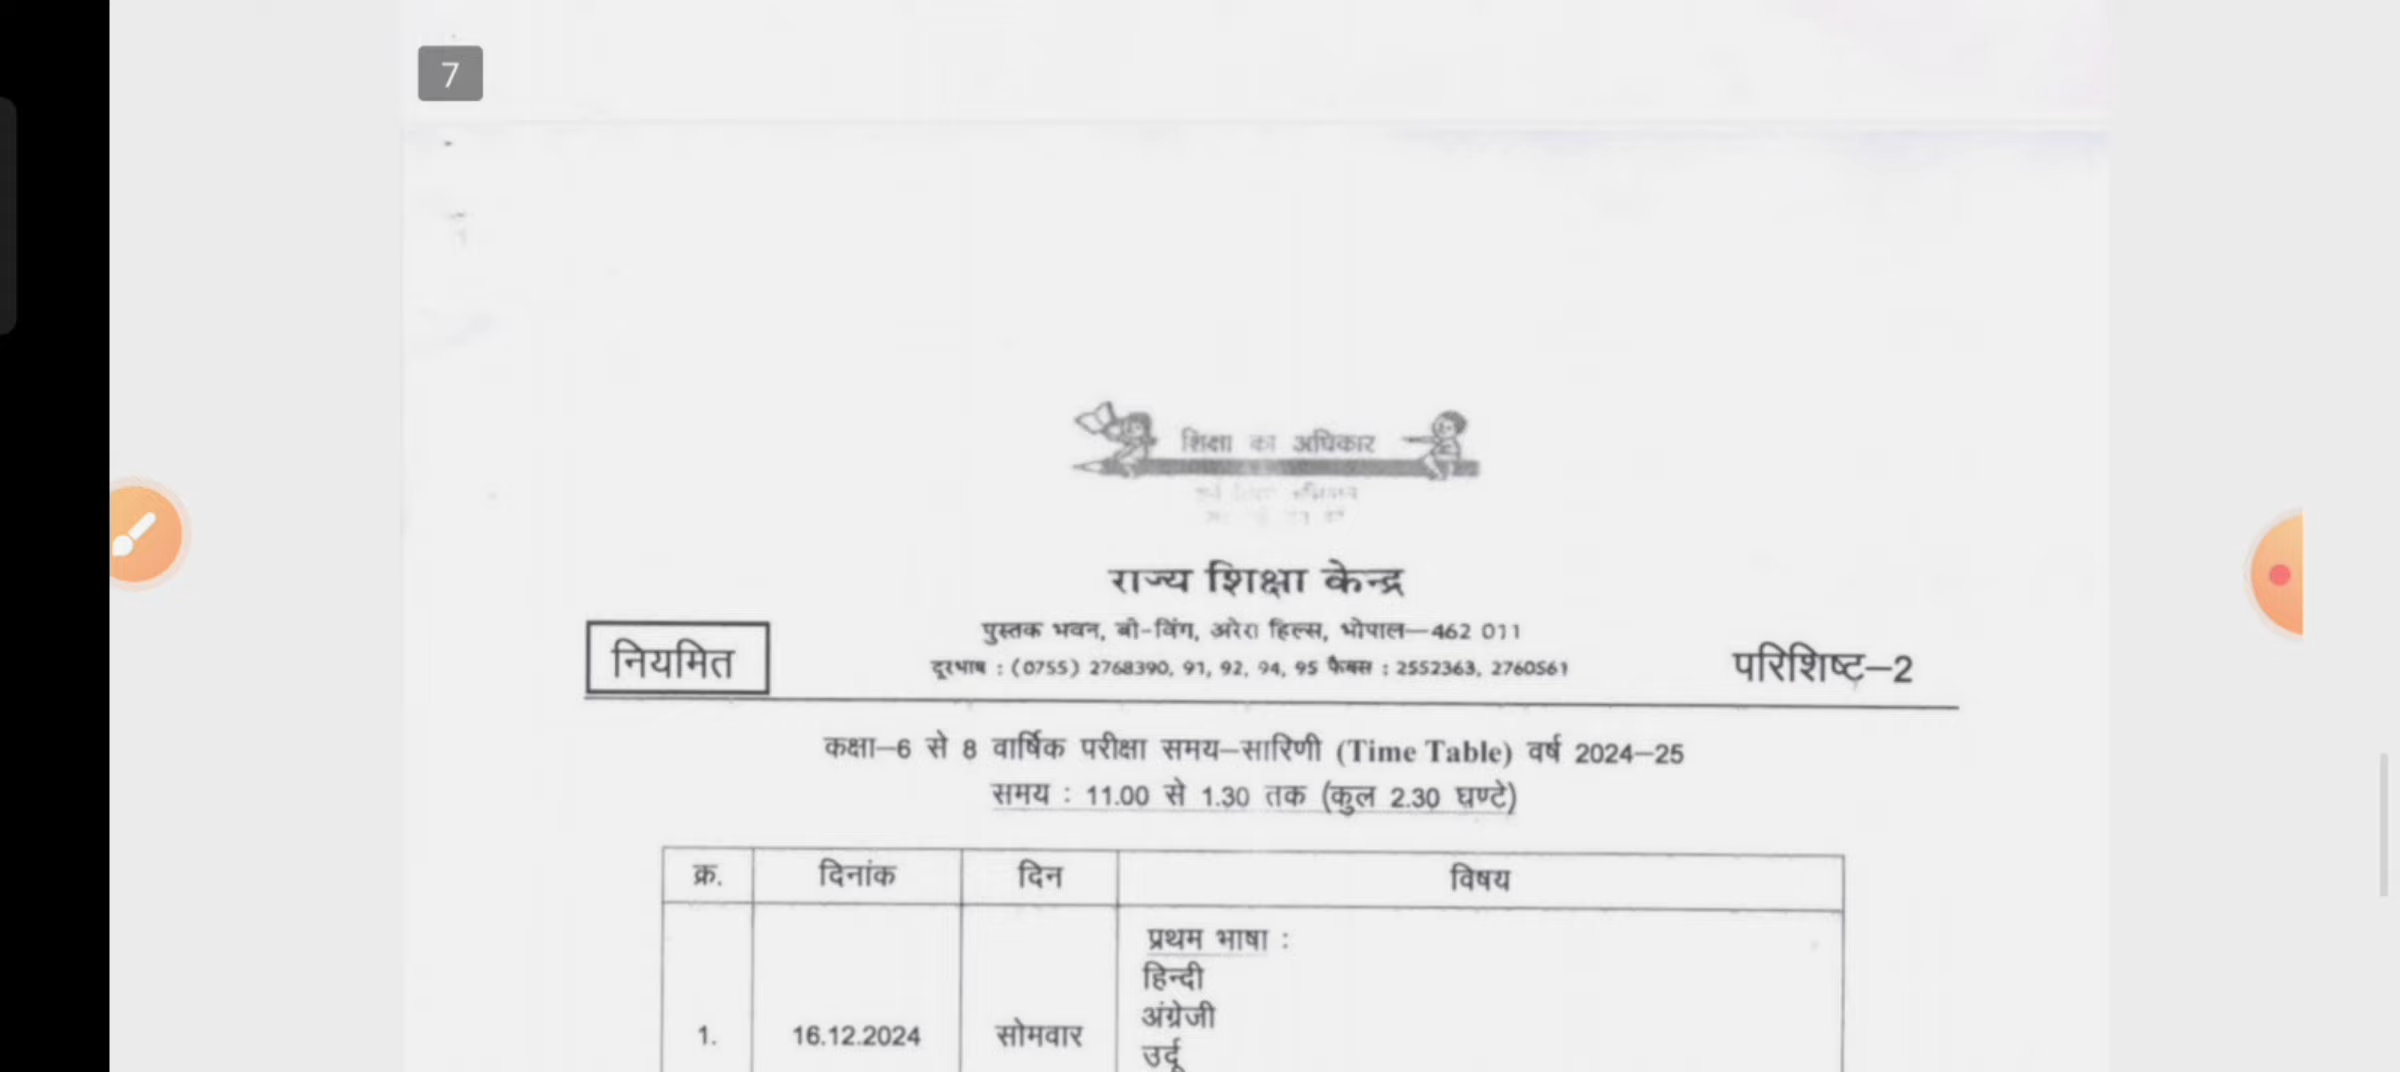 7
शिक्षा का अधिकार
राज्य शिक्षा केन्द्र
पुस्तक भवन, बी-विंग, अरेरा हिल्स, भोपाल–462 011
नियमित
दूरभाष : (0755) 2768390, 91, 92, 94, 95 फैक्स : 2552363, 2760561
परिशिष्ट–2
कक्षा–6 से 8 वार्षिक परीक्षा समय–सारिणी (Time Table) वर्ष 2024–25
समय : 11.00 से 1.30 तक (कुल 2.30 घण्टे)
क्र. दिनांक दिन विषय
प्रथम भाषा :
हिन्दी
अंग्रेजी
1. 16.12.2024 सोमवार
उर्दू